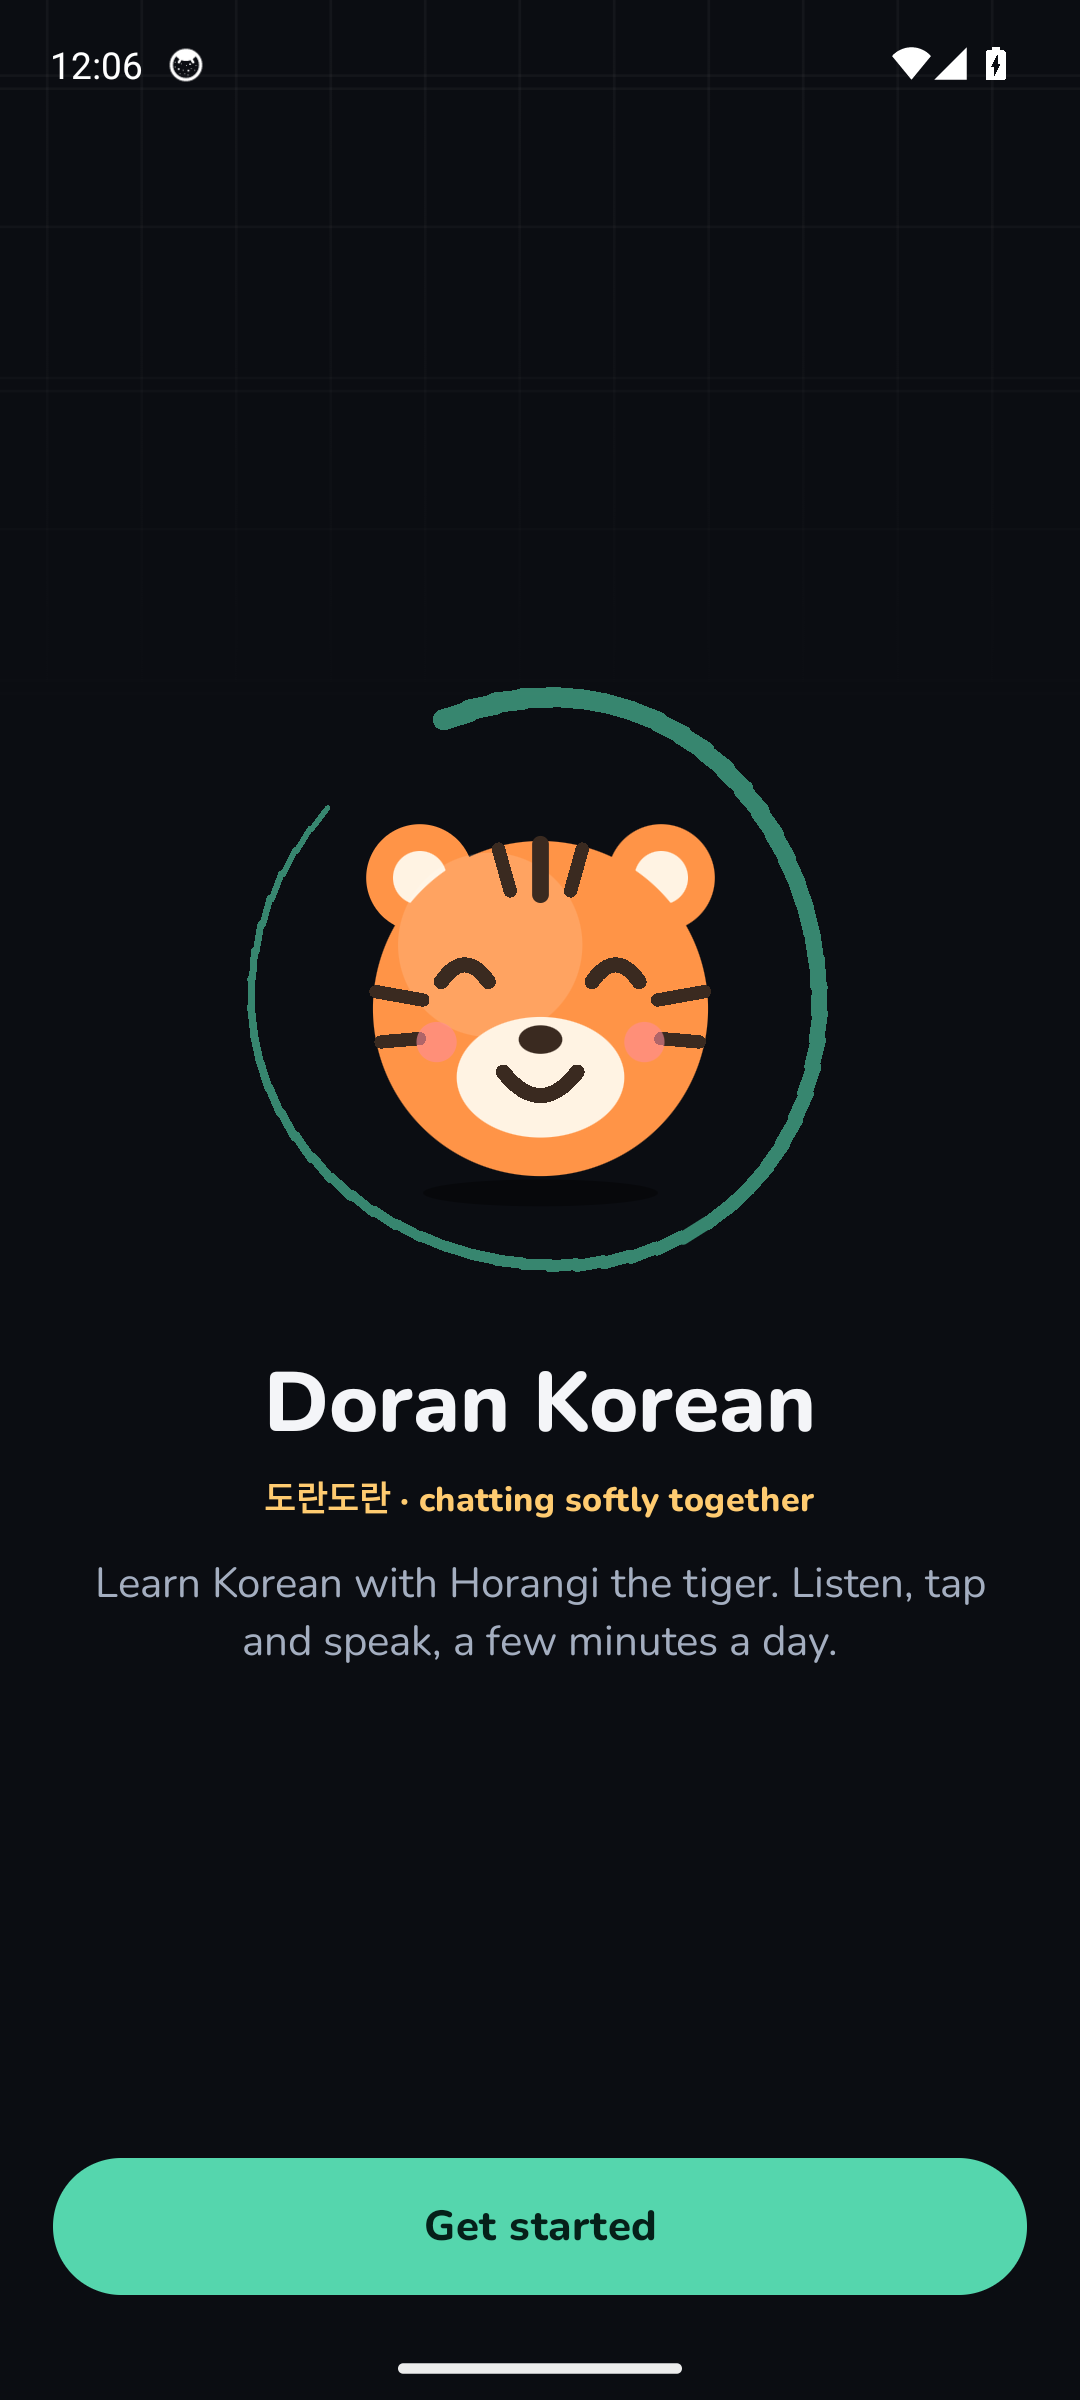 12:06
Doran Korean
도란도란 · chatting softly together
Learn Korean with Horangi the tiger. Listen, tap
and speak, a few minutes a day.
Get started